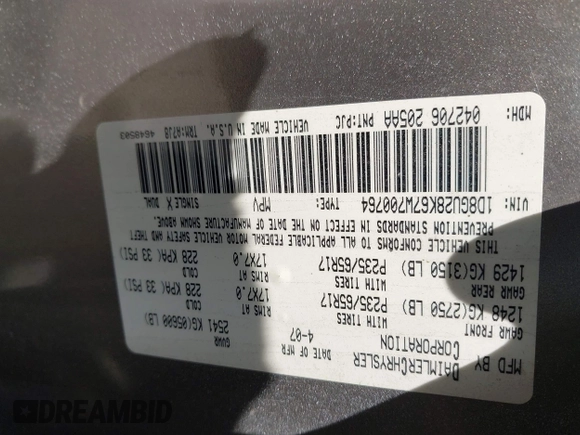 MFD BY DAIMLERCHRYSLER CORPORATION
DATE OF MFR 4-07
GVWR 2541 KG(05600 LB)
GAWR FRONT 1248 KG(2750 LB)
WITH TIRES P235/65R17
RIMS AT 17X7.0
COLD 228 KPA( 33 PSI)
GAWR REAR 1429 KG(3150 LB)
WITH TIRES P235/65R17
RIMS AT 17X7.0
COLD 228 KPA( 33 PSI)
THIS VEHICLE CONFORMS TO ALL APPLICABLE FEDERAL MOTOR VEHICLE SAFETY AND THEFT
PREVENTION STANDARDS IN EFFECT ON THE DATE OF MANUFACTURE SHOWN ABOVE.
VIN: 1D8GU28K67W700764 TYPE: MPV SINGLE X DUAL
MDH: 042706 205AA PNT:PJC VEHICLE MADE IN U.S.A. TRM:A7J8 4648503
DREAMBID